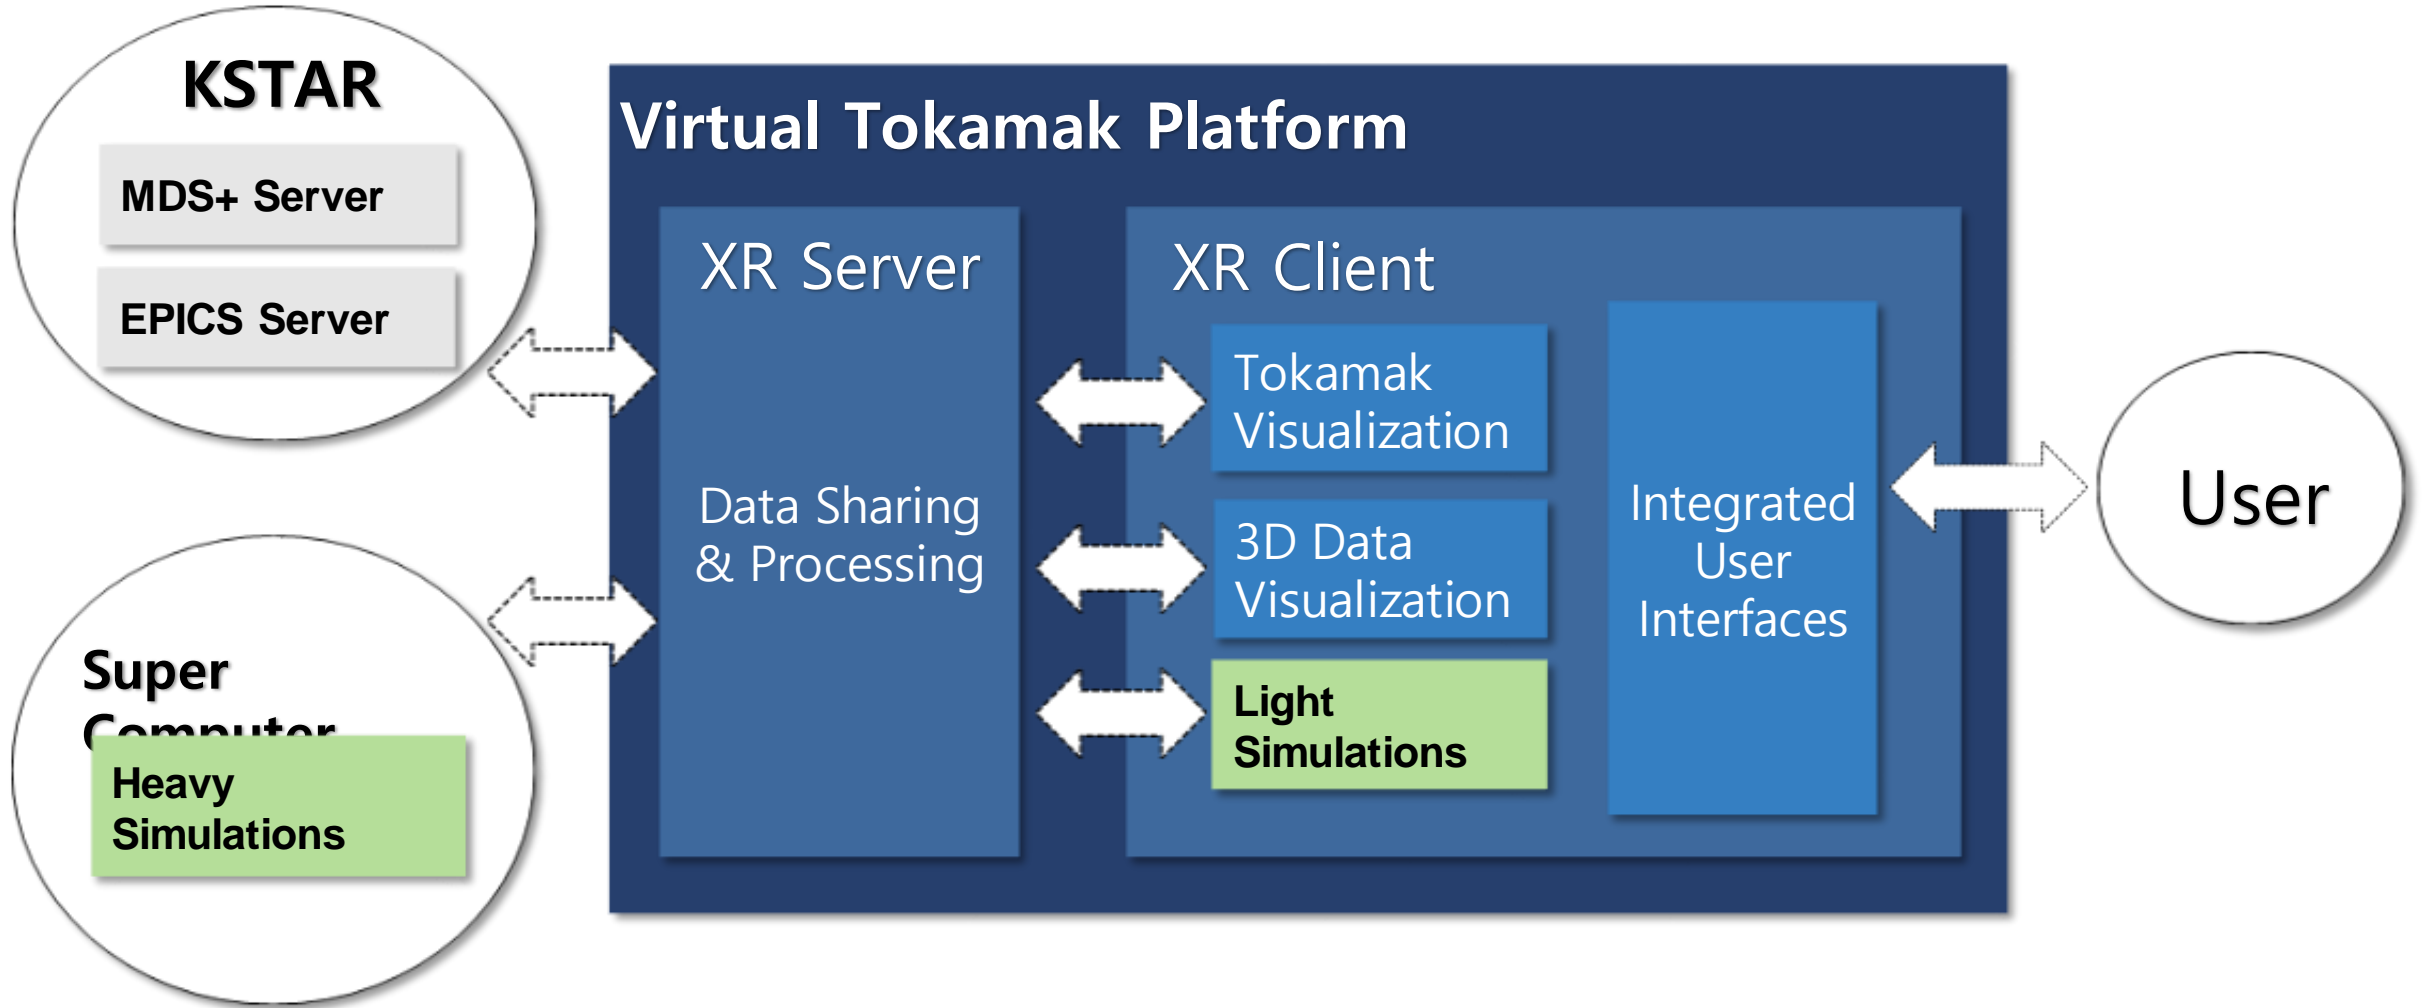 KSTAR
MDS+ Server
EPICS Server
Super
Computer
Heavy
Simulations
Virtual Tokamak Platform
XR Server
Data Sharing
& Processing
XR Client
Tokamak
Visualization
3D Data
Visualization
Light
Simulations
Integrated
User
Interfaces
User